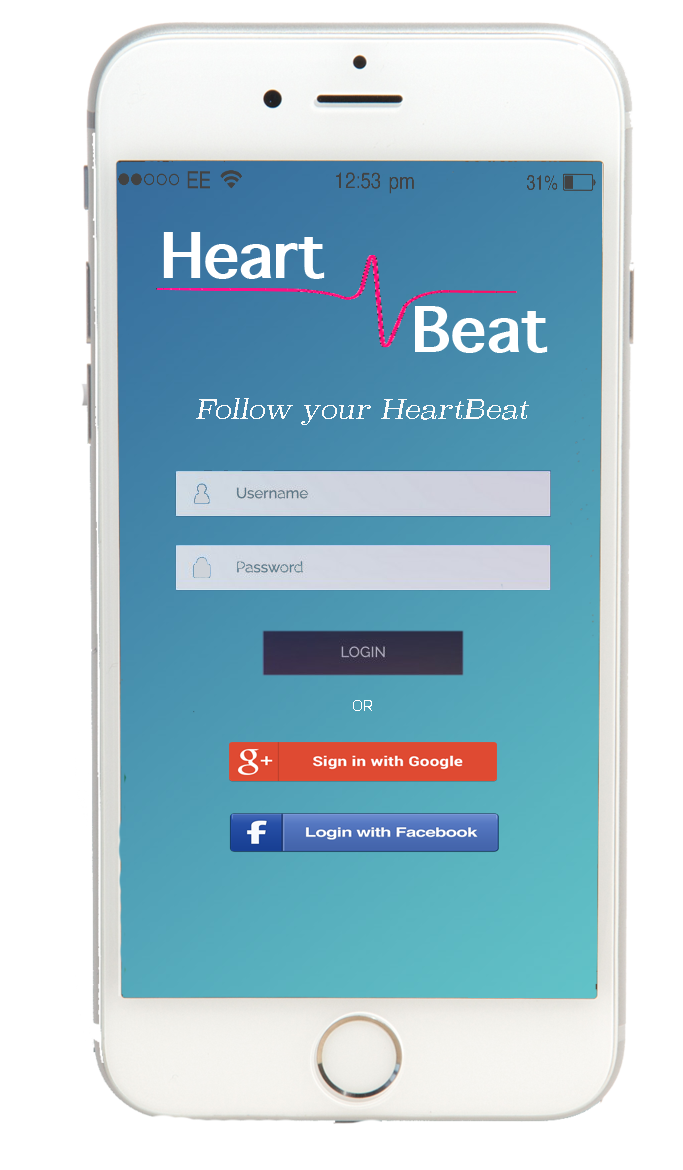 EE 12:53 pm 31%
Heart
Beat
Follow your HeartBeat
Username
Password
LOGIN
OR
g+ Sign in with Google
f Login with Facebook